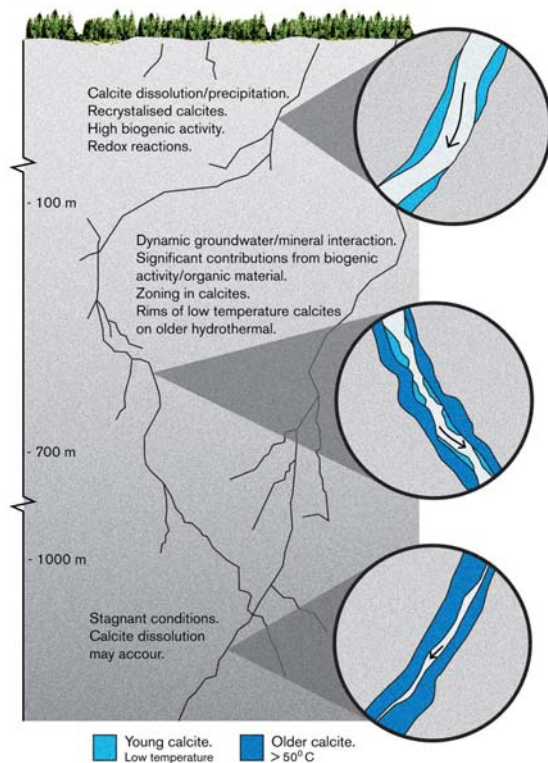 Calcite dissolution/precipitation.
Recrystalised calcites.
High biogenic activity.
Redox reactions.
- 100 m
Dynamic groundwater/mineral interaction.
Significant contributions from biogenic
activity/organic material.
Zoning in calcites.
Rims of low temperature calcites
on older hydrothermal.
- 700 m
- 1000 m
Stagnant conditions.
Calcite dissolution
may accour.
Young calcite.
Low temperature
Older calcite.
> 50⁰ C